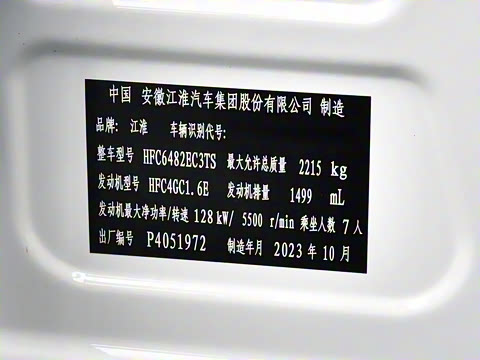 中国 安徽江淮汽车集团股份有限公司 制造
品牌: 江淮 车辆识别代号:
整车型号 HFC6482EC3TS 最大允许总质量 2215 kg
发动机型号 HFC4GC1.6E 发动机排量 1499 mL
发动机最大净功率/转速 128 kW/ 5500 r/min 乘坐人数 7 人
出厂编号 P4051972 制造年月 2023 年 10 月